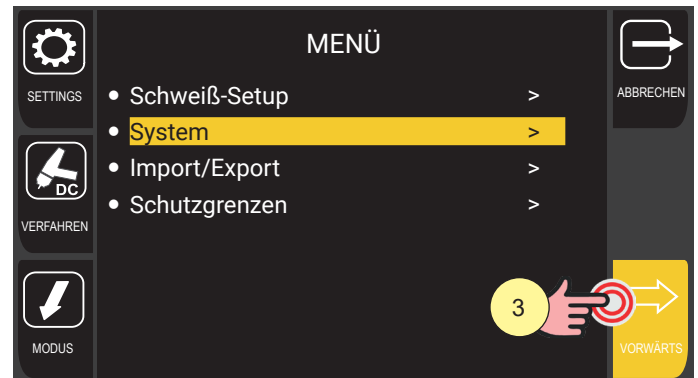 MENÜ
SETTINGS
VERFAHREN
DC
MODUS
• Schweiß-Setup >
• System >
• Import/Export >
• Schutzgrenzen >
3
ABBRECHEN
VORWÄRTS